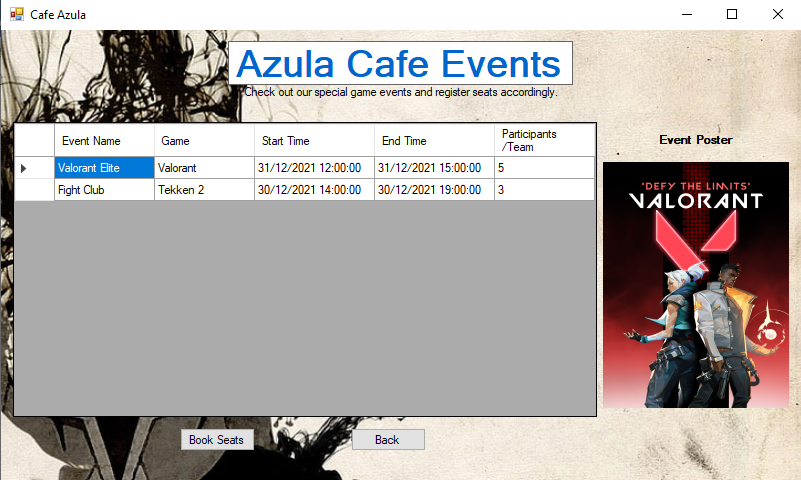 Cafe Azula
Azula Cafe Events
Check out our special game events and register seats accordingly.
Event Name Game Start Time End Time Participants
/Team
Valorant Elite Valorant 31/12/2021 12:00:00 31/12/2021 15:00:00 5
Fight Club Tekken 2 30/12/2021 14:00:00 30/12/2021 19:00:00 3
Event Poster
'DEFY THE LIMITS'
VALORANT
Book Seats Back